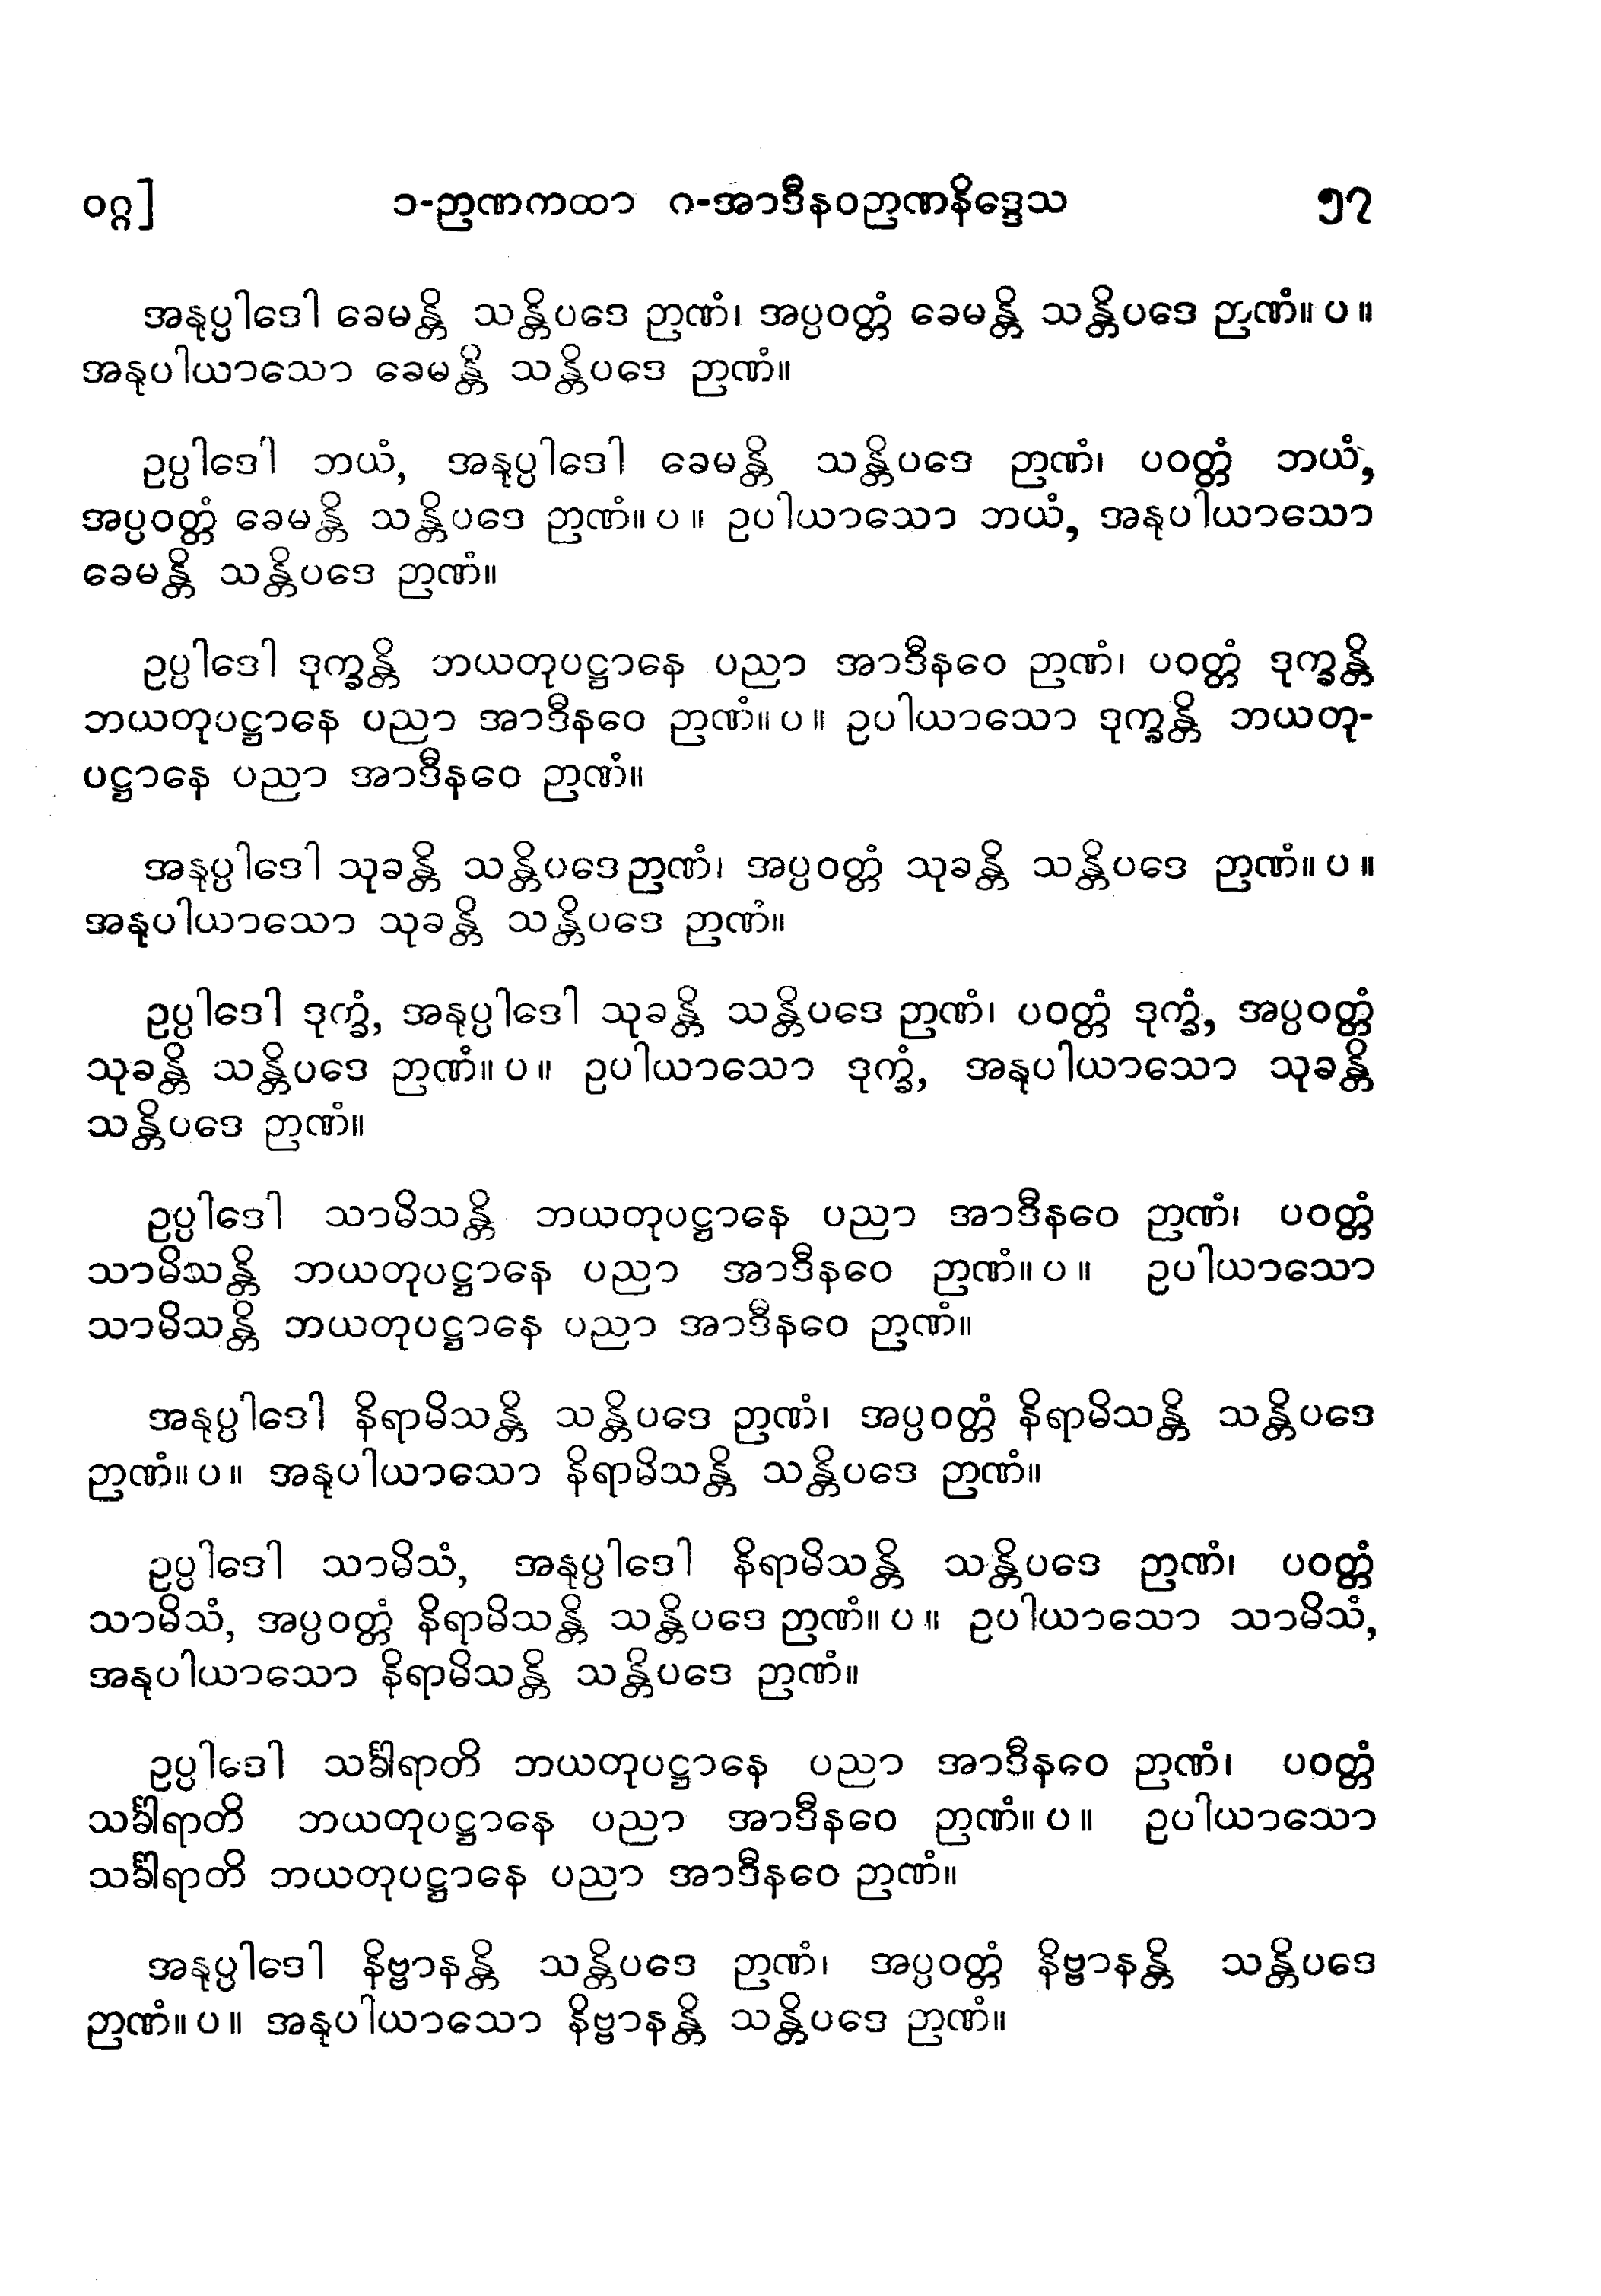 ဝဂ္ဂ] ၁-ဉာဏကထာ ဂ-အာဒီနဝဉာဏနိဒ္ဒေသ ၅၇
အနုပ္ပါဒေါ ခေမန္တိ သန္တိပဒေ ဉာဏံ၊ အပ္ပဝတ္တံ ခေမန္တိ သန္တိပဒေ ဉာဏံ။ ပ ။
အနုပါယာသော ခေမန္တိ သန္တိပဒေ ဉာဏံ။
ဥပ္ပါဒေါ ဘယံ, အနုပ္ပါဒေါ ခေမန္တိ သန္တိပဒေ ဉာဏံ၊ ပဝတ္တံ ဘယံ,
အပ္ပဝတ္တံ ခေမန္တိ သန္တိပဒေ ဉာဏံ။ ပ ။ ဥပါယာသော ဘယံ, အနုပါယာသော
ခေမန္တိ သန္တိပဒေ ဉာဏံ။
ဥပ္ပါဒေါ ဒုက္ခန္တိ ဘယတုပဋ္ဌာနေ ပညာ အာဒီနဝေ ဉာဏံ၊ ပဝတ္တံ ဒုက္ခန္တိ
ဘယတုပဋ္ဌာနေ ပညာ အာဒီနဝေ ဉာဏံ။ ပ ။ ဥပါယာသော ဒုက္ခန္တိ ဘယတု-
ပဋ္ဌာနေ ပညာ အာဒီနဝေ ဉာဏံ။
အနုပ္ပါဒေါ သုခန္တိ သန္တိပဒေ ဉာဏံ၊ အပ္ပဝတ္တံ သုခန္တိ သန္တိပဒေ ဉာဏံ။ ပ ။
အနုပါယာသော သုခန္တိ သန္တိပဒေ ဉာဏံ။
ဥပ္ပါဒေါ ဒုက္ခံ, အနုပ္ပါဒေါ သုခန္တိ သန္တိပဒေ ဉာဏံ၊ ပဝတ္တံ ဒုက္ခံ, အပ္ပဝတ္တံ
သုခန္တိ သန္တိပဒေ ဉာဏံ။ ပ ။ ဥပါယာသော ဒုက္ခံ, အနုပါယာသော သုခန္တိ
သန္တိပဒေ ဉာဏံ။
ဥပ္ပါဒေါ သာမိသန္တိ ဘယတုပဋ္ဌာနေ ပညာ အာဒီနဝေ ဉာဏံ၊ ပဝတ္တံ
သာမိသန္တိ ဘယတုပဋ္ဌာနေ ပညာ အာဒီနဝေ ဉာဏံ။ ပ ။ ဥပါယာသော
သာမိသန္တိ ဘယတုပဋ္ဌာနေ ပညာ အာဒီနဝေ ဉာဏံ။
အနုပ္ပါဒေါ နိရာမိသန္တိ သန္တိပဒေ ဉာဏံ၊ အပ္ပဝတ္တံ နိရာမိသန္တိ သန္တိပဒေ
ဉာဏံ။ ပ ။ အနုပါယာသော နိရာမိသန္တိ သန္တိပဒေ ဉာဏံ။
ဥပ္ပါဒေါ သာမိသံ, အနုပ္ပါဒေါ နိရာမိသန္တိ သန္တိပဒေ ဉာဏံ၊ ပဝတ္တံ
သာမိသံ, အပ္ပဝတ္တံ နိရာမိသန္တိ သန္တိပဒေ ဉာဏံ။ ပ ။ ဥပါယာသော သာမိသံ,
အနုပါယာသော နိရာမိသန္တိ သန္တိပဒေ ဉာဏံ။
ဥပ္ပါဒေါ သင်္ခါရာတိ ဘယတုပဋ္ဌာနေ ပညာ အာဒီနဝေ ဉာဏံ၊ ပဝတ္တံ
သင်္ခါရာတိ ဘယတုပဋ္ဌာနေ ပညာ အာဒီနဝေ ဉာဏံ။ ပ ။ ဥပါယာသော
သင်္ခါရာတိ ဘယတုပဋ္ဌာနေ ပညာ အာဒီနဝေ ဉာဏံ။
အနုပ္ပါဒေါ နိဗ္ဗာနန္တိ သန္တိပဒေ ဉာဏံ၊ အပ္ပဝတ္တံ နိဗ္ဗာနန္တိ သန္တိပဒေ
ဉာဏံ။ ပ ။ အနုပါယာသော နိဗ္ဗာနန္တိ သန္တိပဒေ ဉာဏံ။